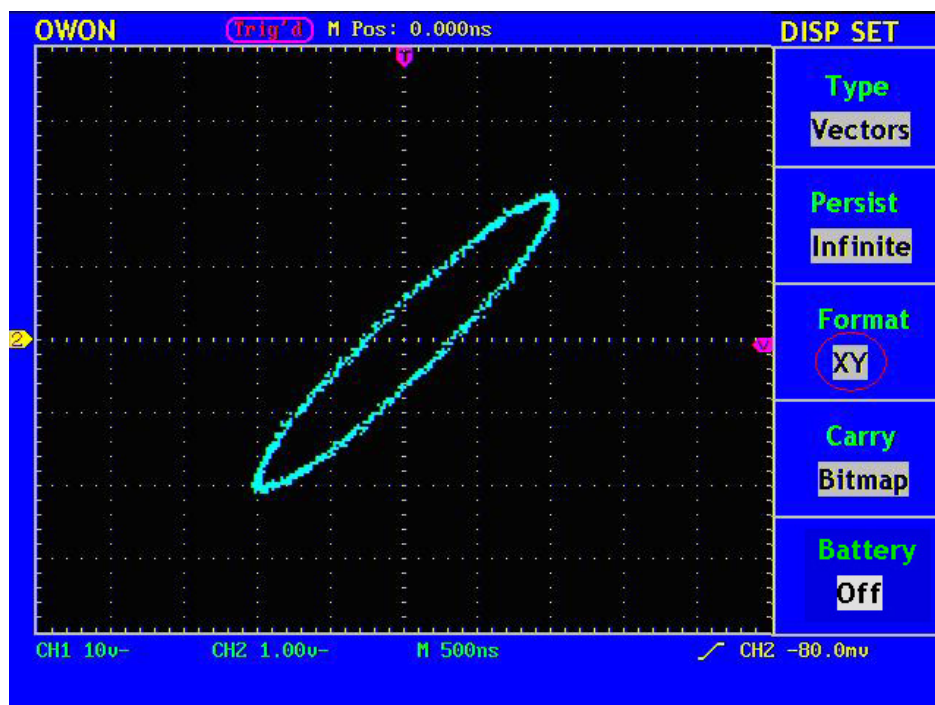 OWON Trig'd M Pos: 0.000ns DISP SET
T
Type
Vectors
Persist
Infinite
Format
XY
2
V
Carry
Bitmap
Battery
Off
CH1 10v- CH2 1.00v- M 500ns CH2 -80.0mv